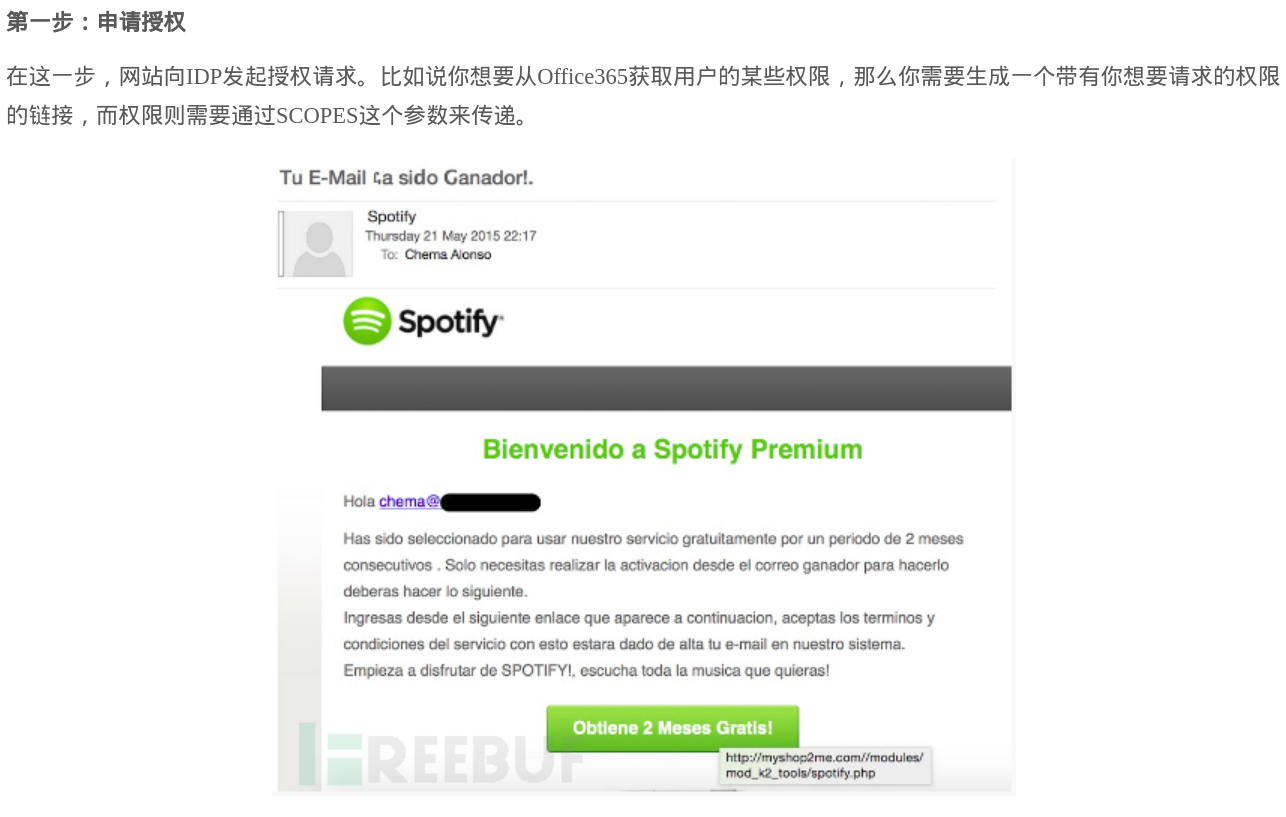 第一步：申请授权
在这一步，网站向IDP发起授权请求。比如说你想要从Office365获取用户的某些权限，那么你需要生成一个带有你想要请求的权限
的链接，而权限则需要通过SCOPES这个参数来传递。
Tu E-Mail a sido Ganador!.
Spotify
Thursday 21 May 2015 22:17
To: Chema Alonso
Spotify®
Bienvenido a Spotify Premium
Hola chema@
Has sido seleccionado para usar nuestro servicio gratuitamente por un periodo de 2 meses
consecutivos . Solo necesitas realizar la activacion desde el correo ganador para hacerlo
deberas hacer lo siguiente.
Ingresas desde el siguiente enlace que aparece a continuacion, aceptas los terminos y
condiciones del servicio con esto estara dado de alta tu e-mail en nuestro sistema.
Empieza a disfrutar de SPOTIFY!, escucha toda la musica que quieras!
Obtiene 2 Meses Gratis!
http://myshop2me.com//modules/
mod_k2_tools/spotify.php
FREEBUF